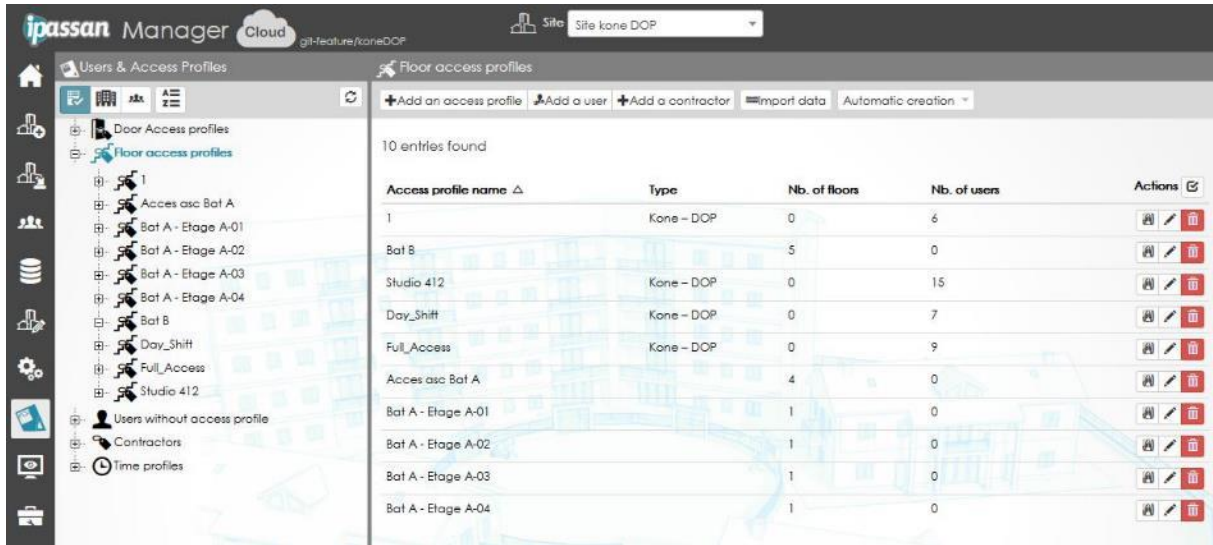 ipassan Manager Cloud git-feature/koneDOP Site Site kone DOP
Users & Access Profiles
Door Access profiles
Floor access profiles
1
Acces asc Bat A
Bat A - Etage A-01
Bat A - Etage A-02
Bat A - Etage A-03
Bat A - Etage A-04
Bat B
Day_Shift
Full_Access
Studio 412
Users without access profile
Contractors
Time profiles
Floor access profiles
Add an access profile Add a user Add a contractor Import data Automatic creation
10 entries found
Access profile name Type Nb. of floors Nb. of users Actions
1 Kone – DOP 0 6
Bat B 5 0
Studio 412 Kone – DOP 0 15
Day_Shift Kone – DOP 0 7
Full_Access Kone – DOP 0 9
Acces asc Bat A 4 0
Bat A - Etage A-01 1 0
Bat A - Etage A-02 1 0
Bat A - Etage A-03 1 0
Bat A - Etage A-04 1 0